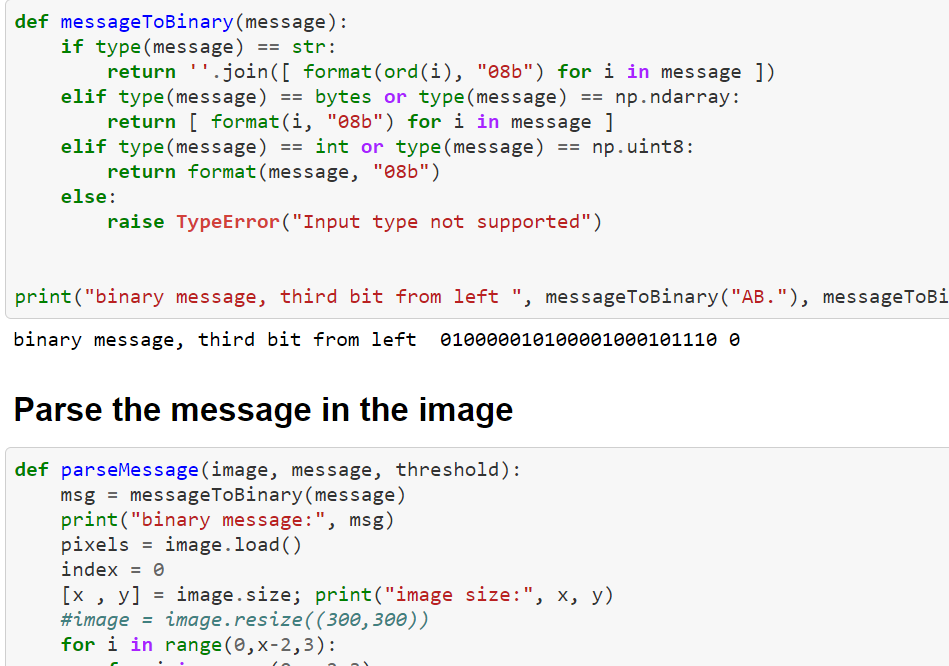 def messageToBinary(message):
    if type(message) == str:
        return ''.join([ format(ord(i), "08b") for i in message ])
    elif type(message) == bytes or type(message) == np.ndarray:
        return [ format(i, "08b") for i in message ]
    elif type(message) == int or type(message) == np.uint8:
        return format(message, "08b")
    else:
        raise TypeError("Input type not supported")
print("binary message, third bit from left ", messageToBinary("AB."), messageToBi
binary message, third bit from left  010000010100001000101110 0
Parse the message in the image
def parseMessage(image, message, threshold):
    msg = messageToBinary(message)
    print("binary message:", msg)
    pixels = image.load()
    index = 0
    [x , y] = image.size; print("image size:", x, y)
    #image = image.resize((300,300))
    for i in range(0,x-2,3):